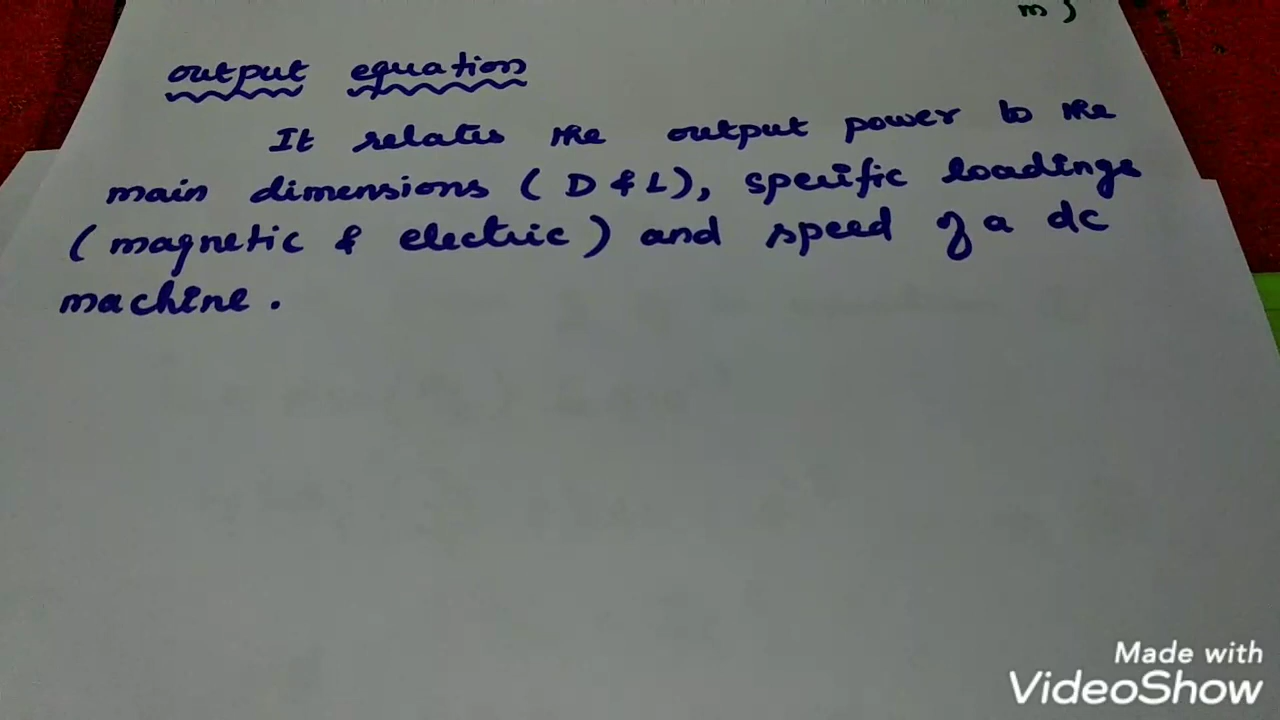 m)
output equation
It relates the output power to the
main dimensions (D & L), specific loadings
(magnetic & electric) and speed of a dc
machine.
Made with
VideoShow